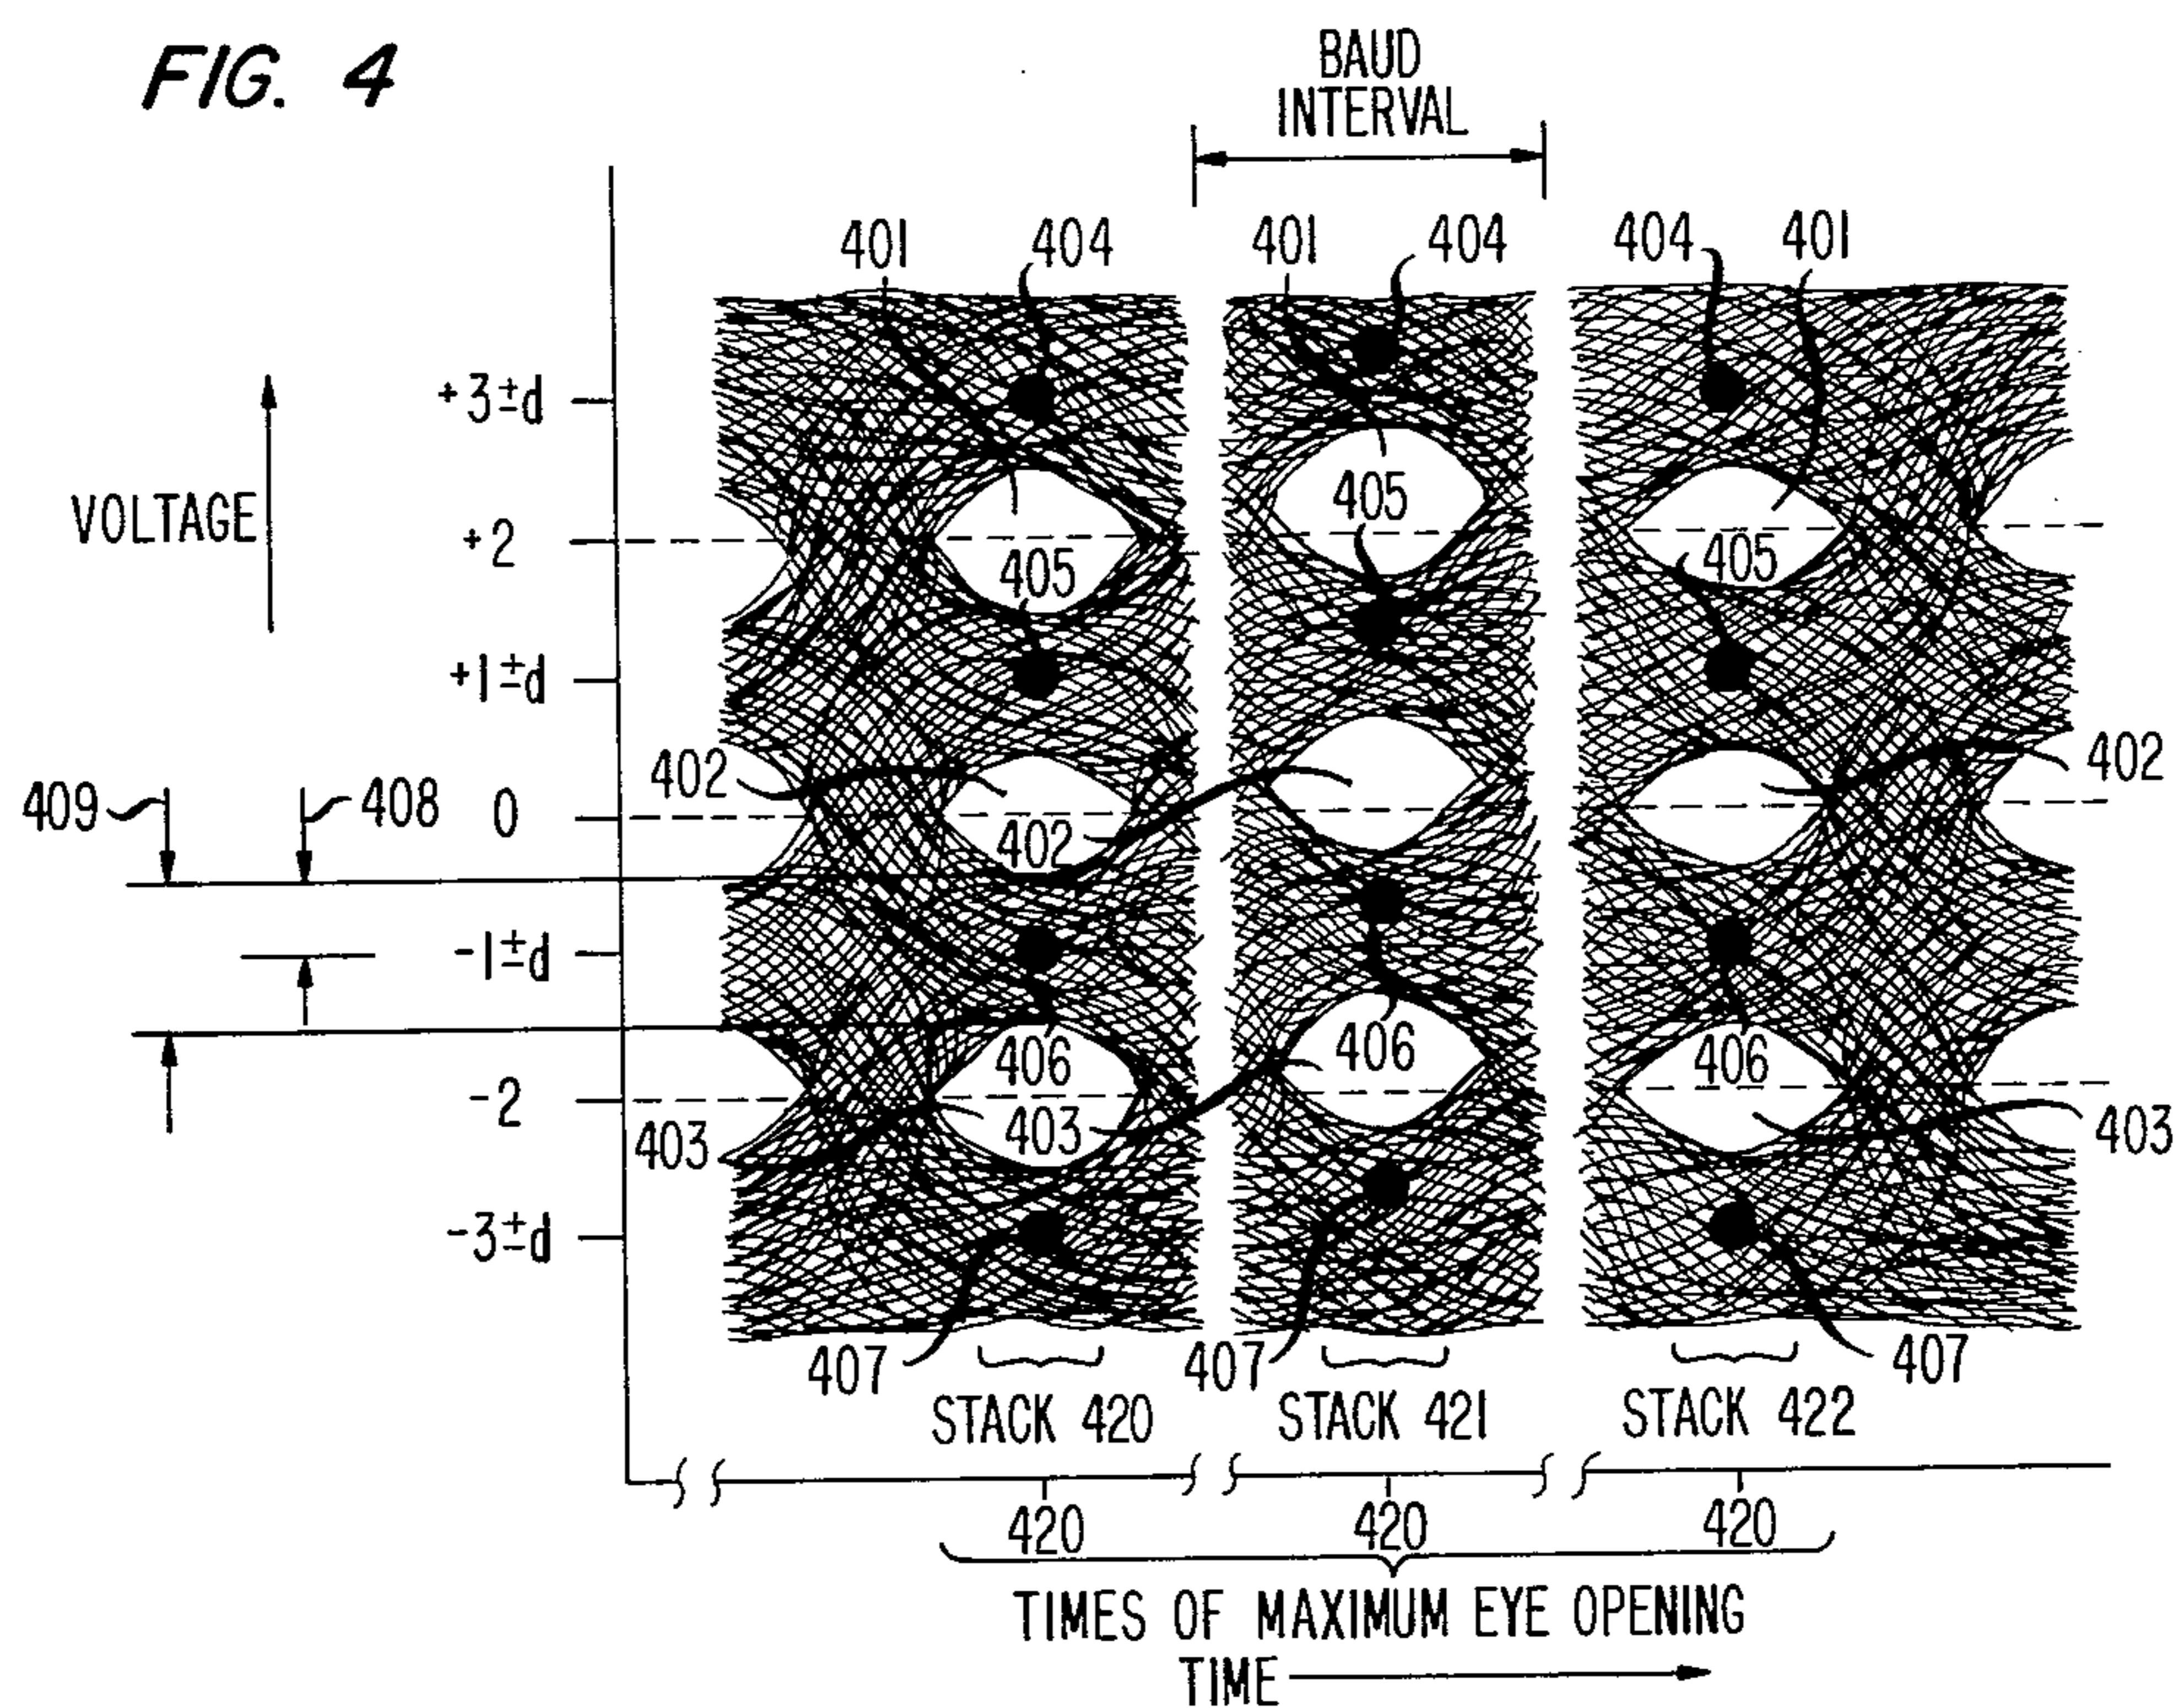 FIG. 4
BAUD
INTERVAL
401 404 401 404 404 401
+3±d
VOLTAGE
+2
405 405 405
+1±d
402 402 402
409 408 0
-1±d
406 406 406
-2
403 403 403
-3±d
407 407 407
STACK 420 STACK 421 STACK 422
420 420 420
TIMES OF MAXIMUM EYE OPENING
TIME